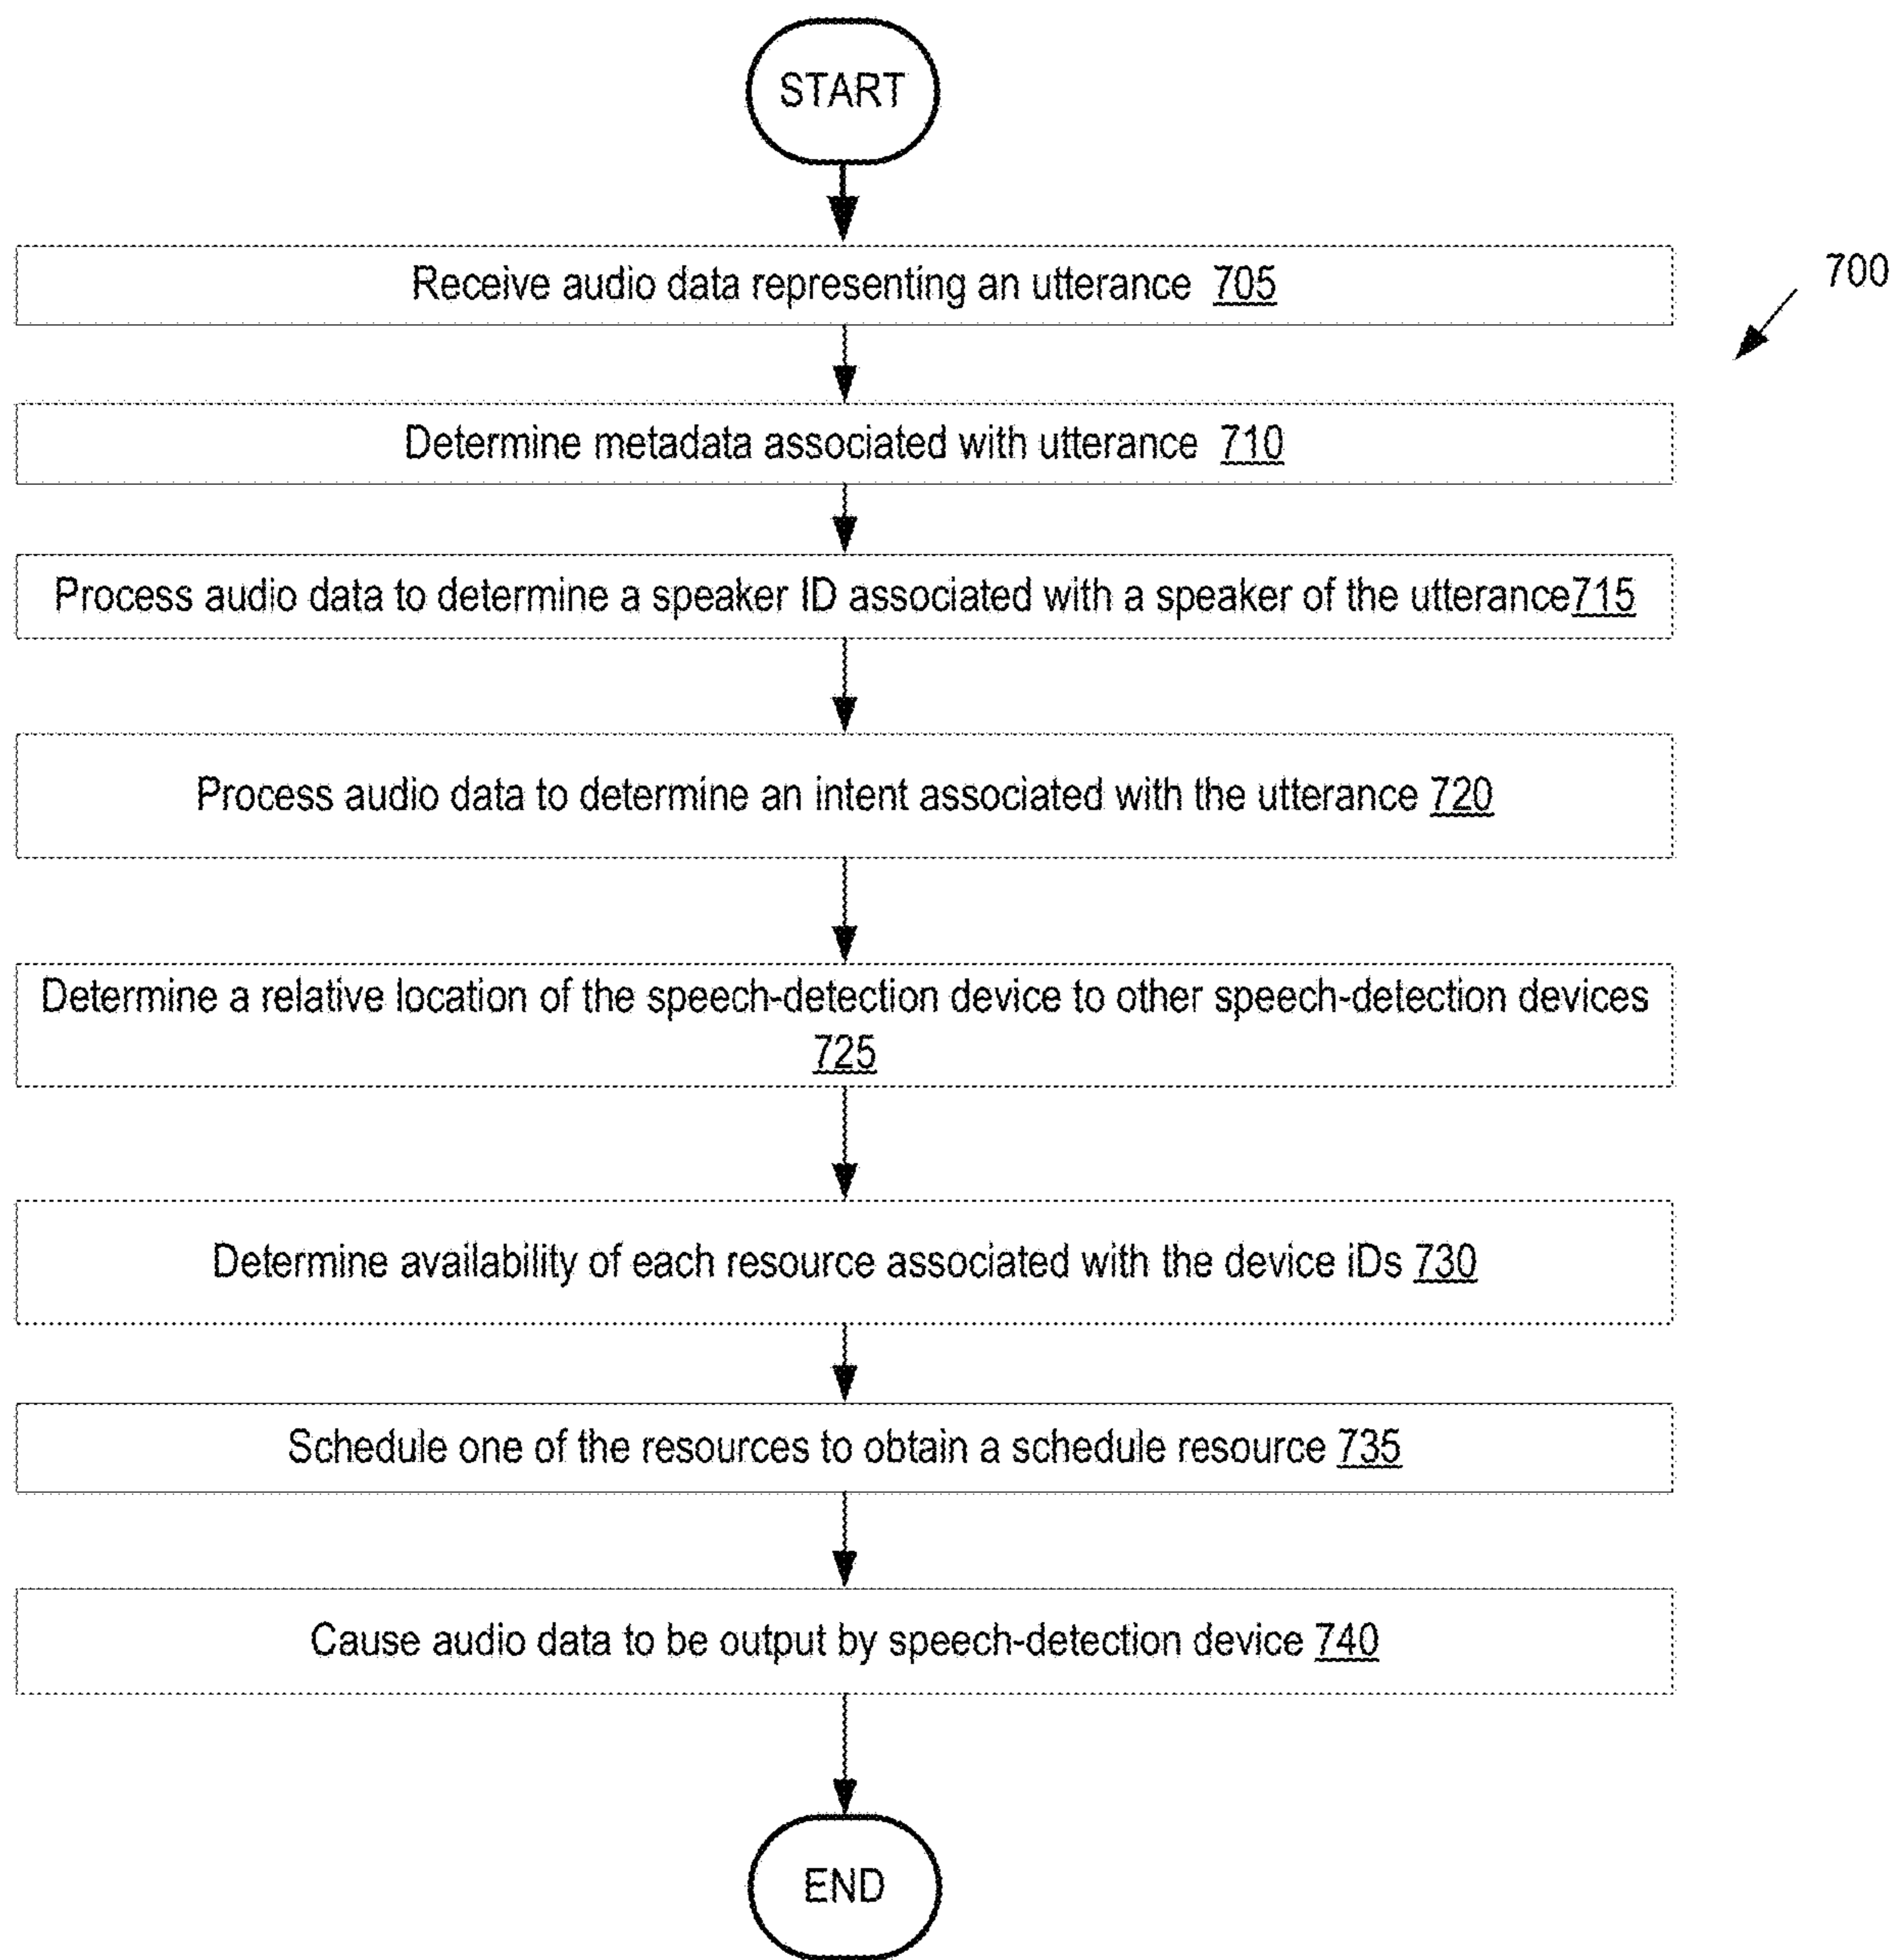 START
Receive audio data representing an utterance 705
700
Determine metadata associated with utterance 710
Process audio data to determine a speaker ID associated with a speaker of the utterance715
Process audio data to determine an intent associated with the utterance 720
Determine a relative location of the speech-detection device to other speech-detection devices
725
Determine availability of each resource associated with the device iDs 730
Schedule one of the resources to obtain a schedule resource 735
Cause audio data to be output by speech-detection device 740
END